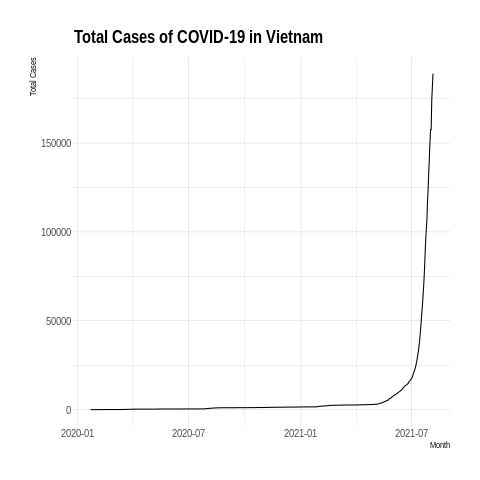 Total Cases of COVID-19 in Vietnam
Total Cases
150000
100000
50000
0
2020-01 2020-07 2021-01 2021-07
Month